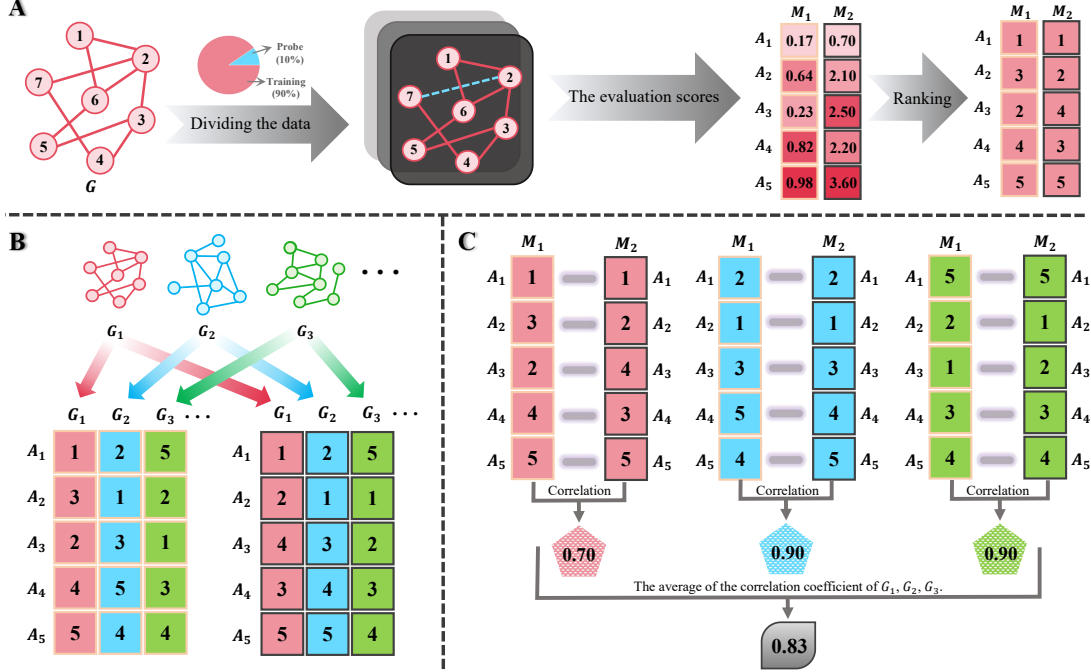 A
1
2
7
6
3
5
4
G
Probe
(10%)
Training
(90%)
Dividing the data
1
2
7
6
3
5
4
The evaluation scores
M₁ M₂
A₁ 0.17 0.70
A₂ 0.64 2.10
A₃ 0.23 2.50
A₄ 0.82 2.20
A₅ 0.98 3.60
Ranking
M₁ M₂
A₁ 1 1
A₂ 3 2
A₃ 2 4
A₄ 4 3
A₅ 5 5
B
• • •
G₁ G₂ G₃
G₁ G₂ G₃ • • •
A₁ 1 2 5
A₂ 3 1 2
A₃ 2 3 1
A₄ 4 5 3
A₅ 5 4 4
G₁ G₂ G₃ • • •
A₁ 1 2 5
A₂ 2 1 1
A₃ 4 3 2
A₄ 3 4 3
A₅ 5 5 4
C
M₁ M₂
A₁ 1 1 A₁
A₂ 3 2 A₂
A₃ 2 4 A₃
A₄ 4 3 A₄
A₅ 5 5 A₅
Correlation
0.70
M₁ M₂
A₁ 2 2 A₁
A₂ 1 1 A₂
A₃ 3 3 A₃
A₄ 5 4 A₄
A₅ 4 5 A₅
Correlation
0.90
M₁ M₂
A₁ 5 5 A₁
A₂ 2 1 A₂
A₃ 1 2 A₃
A₄ 3 3 A₄
A₅ 4 4 A₅
Correlation
0.90
The average of the correlation coefficient of G₁, G₂, G₃.
0.83